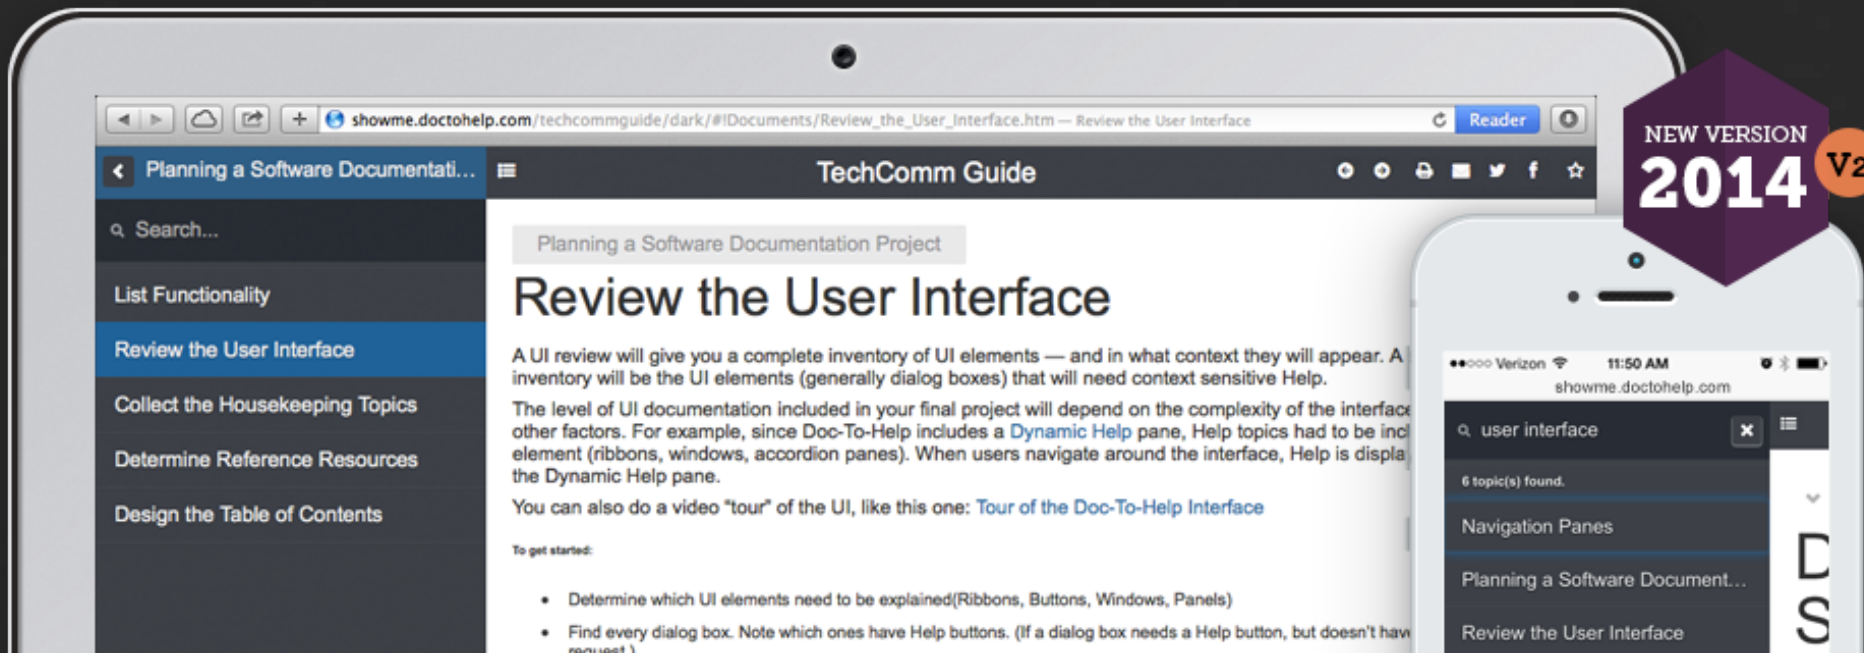 showme.doctohelp.com/techcommguide/dark/#!Documents/Review_the_User_Interface.htm — Review the User Interface
Reader
Planning a Software Documentati...
TechComm Guide
Search...
List Functionality
Review the User Interface
Collect the Housekeeping Topics
Determine Reference Resources
Design the Table of Contents
Planning a Software Documentation Project
Review the User Interface
A UI review will give you a complete inventory of UI elements — and in what context they will appear. A
inventory will be the UI elements (generally dialog boxes) that will need context sensitive Help.
The level of UI documentation included in your final project will depend on the complexity of the interface
other factors. For example, since Doc-To-Help includes a Dynamic Help pane, Help topics had to be incl
element (ribbons, windows, accordion panes). When users navigate around the interface, Help is displa
the Dynamic Help pane.
You can also do a video "tour" of the UI, like this one: Tour of the Doc-To-Help Interface
To get started:
• Determine which UI elements need to be explained(Ribbons, Buttons, Windows, Panels)
• Find every dialog box. Note which ones have Help buttons. (If a dialog box needs a Help button, but doesn't hav
request.)
NEW VERSION
2014
V2
Verizon 11:50 AM
showme.doctohelp.com
user interface
6 topic(s) found.
Navigation Panes
Planning a Software Document...
Review the User Interface
D
S